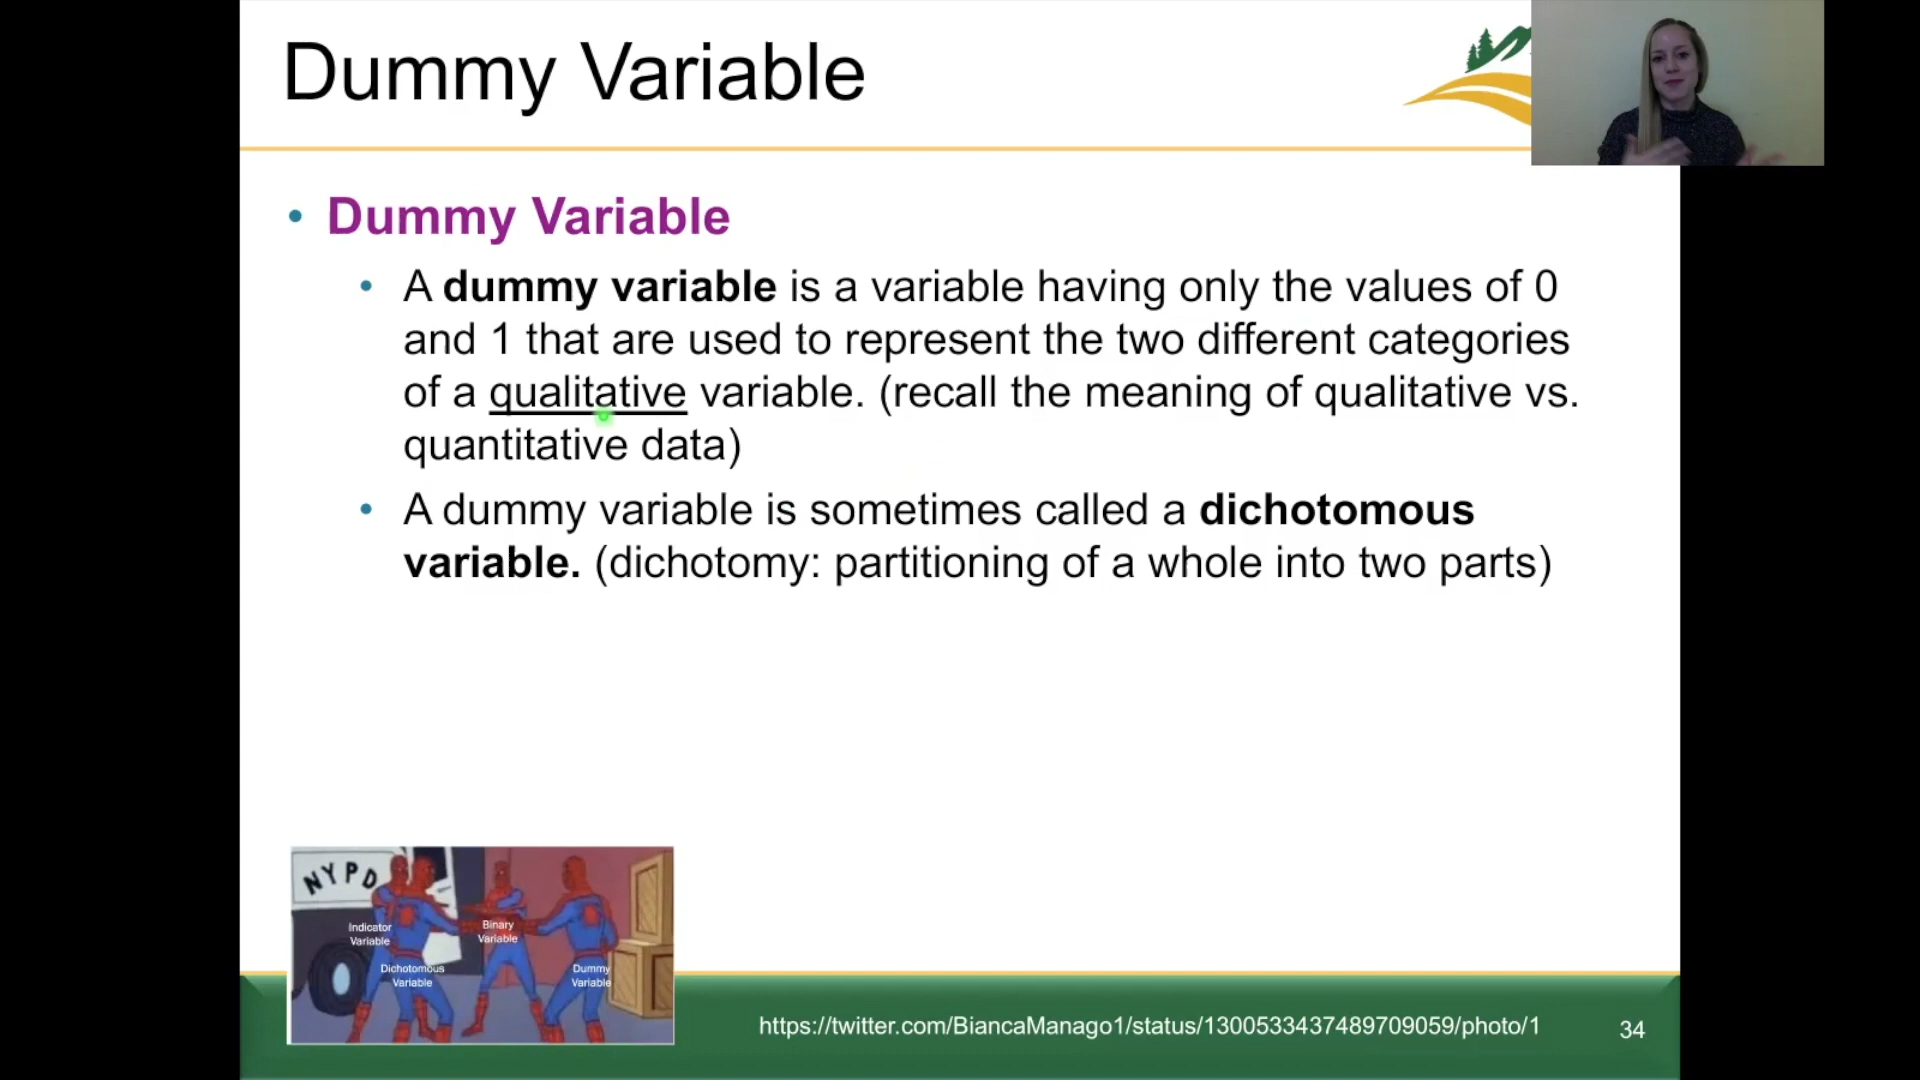 Dummy Variable
• Dummy Variable
• A dummy variable is a variable having only the values of 0
and 1 that are used to represent the two different categories
of a qualitative variable. (recall the meaning of qualitative vs.
quantitative data)
• A dummy variable is sometimes called a dichotomous
variable. (dichotomy: partitioning of a whole into two parts)
NYPD
Indicator
Variable
Binary
Variable
Dichotomous
Variable
Dummy
Variable
https://twitter.com/BiancaManago1/status/1300533437489709059/photo/1
34